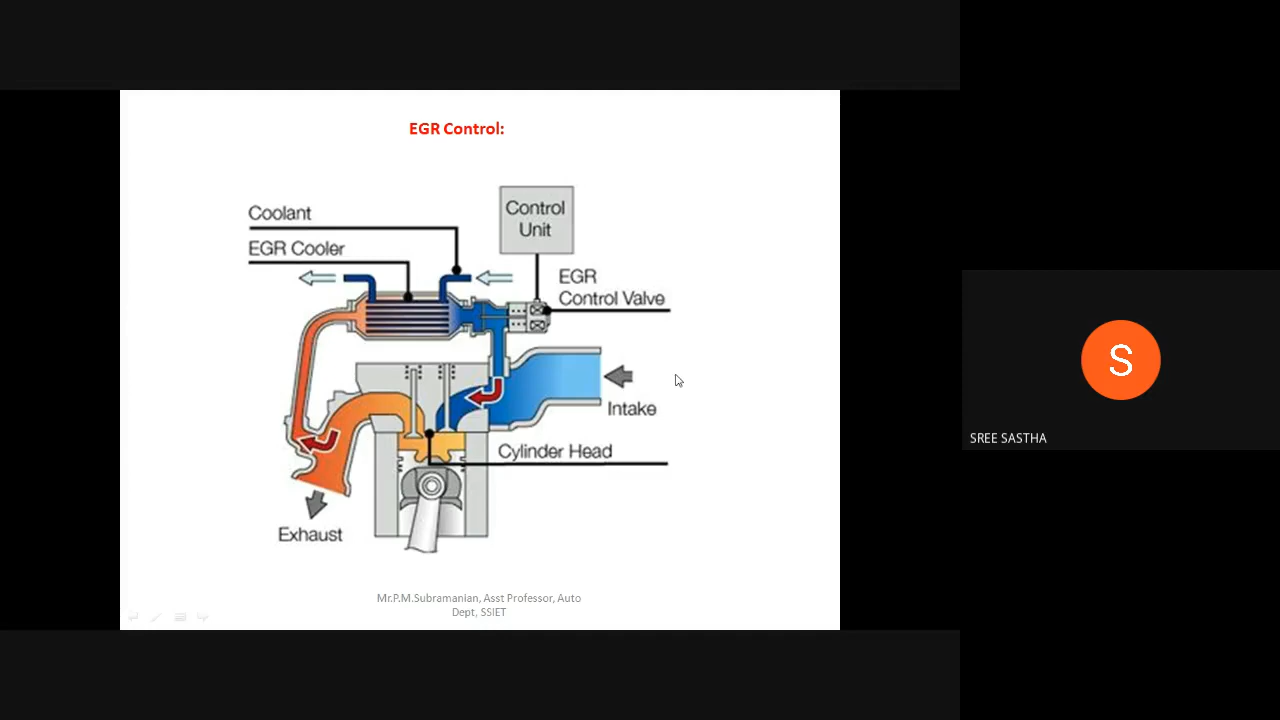 EGR Control:
Coolant
EGR Cooler
Control
Unit
EGR
Control Valve
Intake
Cylinder Head
Exhaust
Mr.P.M.Subramanian, Asst Professor, Auto
Dept, SSIET
S
SREE SASTHA